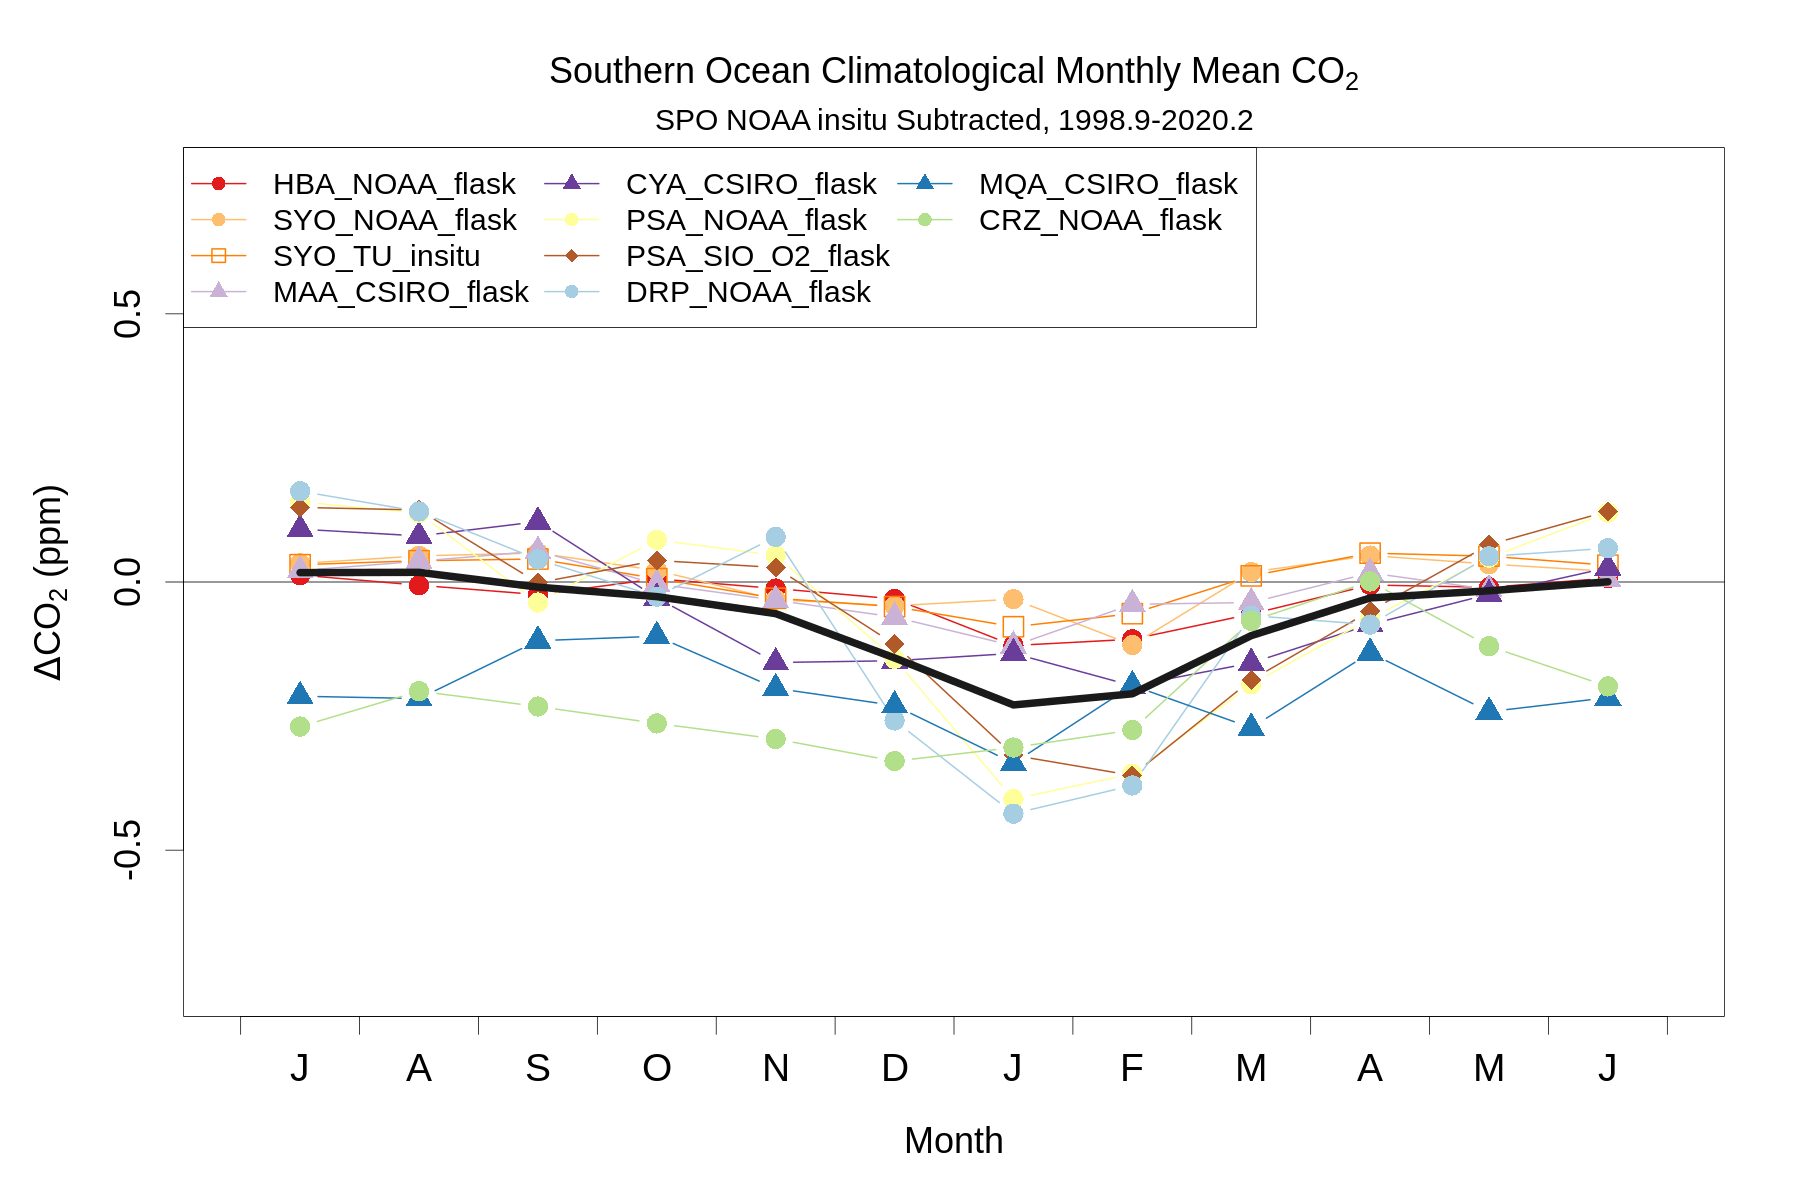 Southern Ocean Climatological Monthly Mean CO₂
SPO NOAA insitu Subtracted, 1998.9-2020.2
HBA_NOAA_flask CYA_CSIRO_flask MQA_CSIRO_flask
SYO_NOAA_flask PSA_NOAA_flask CRZ_NOAA_flask
SYO_TU_insitu PSA_SIO_O2_flask
MAA_CSIRO_flask DRP_NOAA_flask
0.5
0.0
-0.5
ΔCO₂ (ppm)
J A S O N D J F M A M J
Month